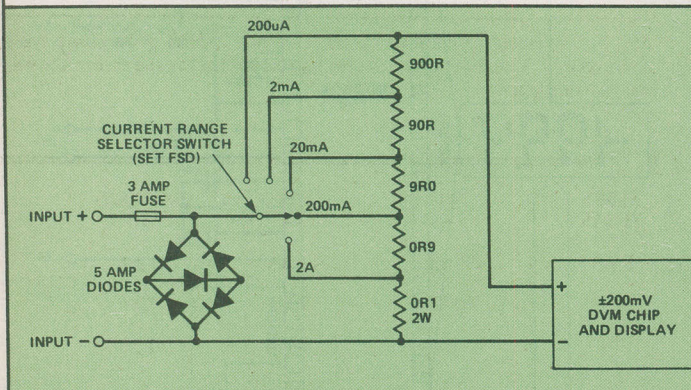 200uA
900R
2mA
90R
CURRENT RANGE
SELECTOR SWITCH
(SET FSD)
20mA
9R0
3 AMP
FUSE
INPUT +
200mA
0R9
5 AMP
DIODES
2A
0R1
2W
INPUT -
+
±200mV
DVM CHIP
AND DISPLAY
-